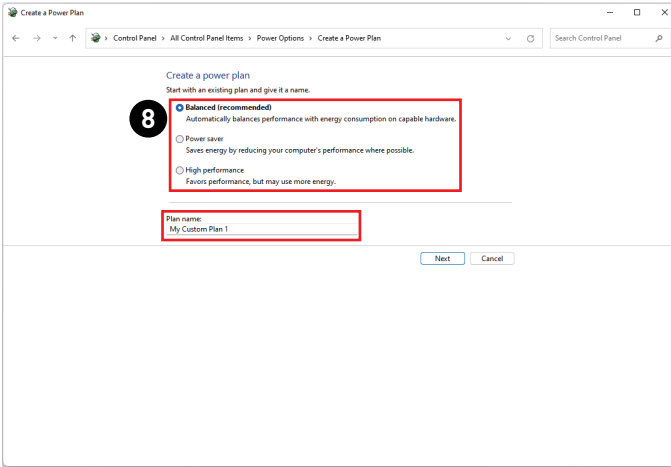 Create a Power Plan
Control Panel > All Control Panel Items > Power Options > Create a Power Plan
Search Control Panel
Create a power plan
Start with an existing plan and give it a name.
8
Balanced (recommended)
Automatically balances performance with energy consumption on capable hardware.
Power saver
Saves energy by reducing your computer's performance where possible.
High performance
Favors performance, but may use more energy.
Plan name:
My Custom Plan 1
Next Cancel